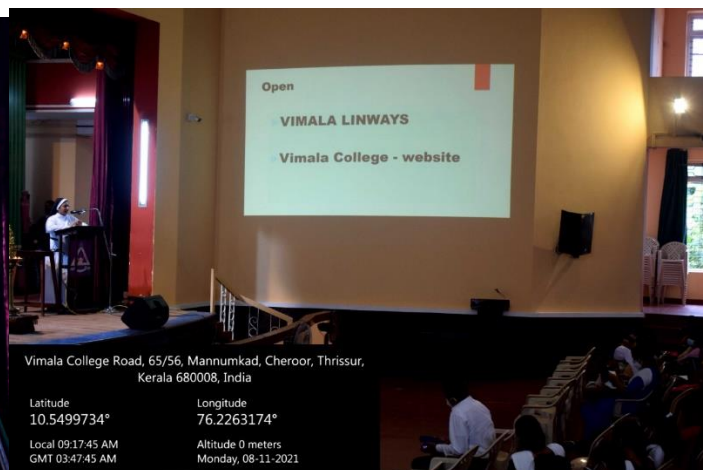 Open
VIMALA LINWAYS
Vimala College - website
Vimala College Road, 65/56, Mannumkad, Cheroor, Thrissur,
Kerala 680008, India
Latitude
10.5499734°
Longitude
76.2263174°
Local 09:17:45 AM
GMT 03:47:45 AM
Altitude 0 meters
Monday, 08-11-2021